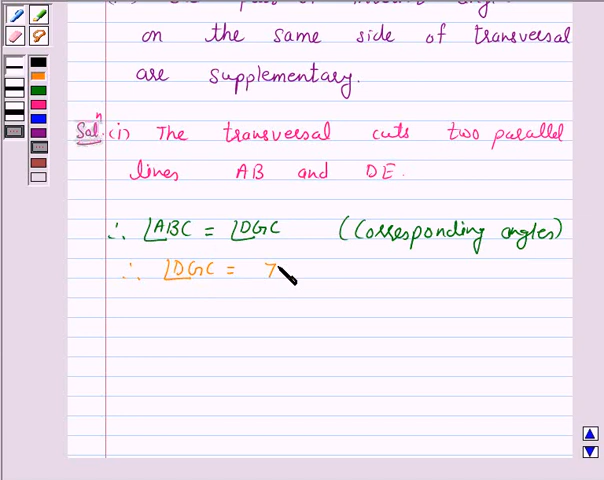 on the same side of transversal
are supplementary.
Solⁿ. (i) The transversal cuts two parallel
lines AB and DE.
∴ ∠ABC = ∠DGC (Corresponding angles)
∴ ∠DGC = 7